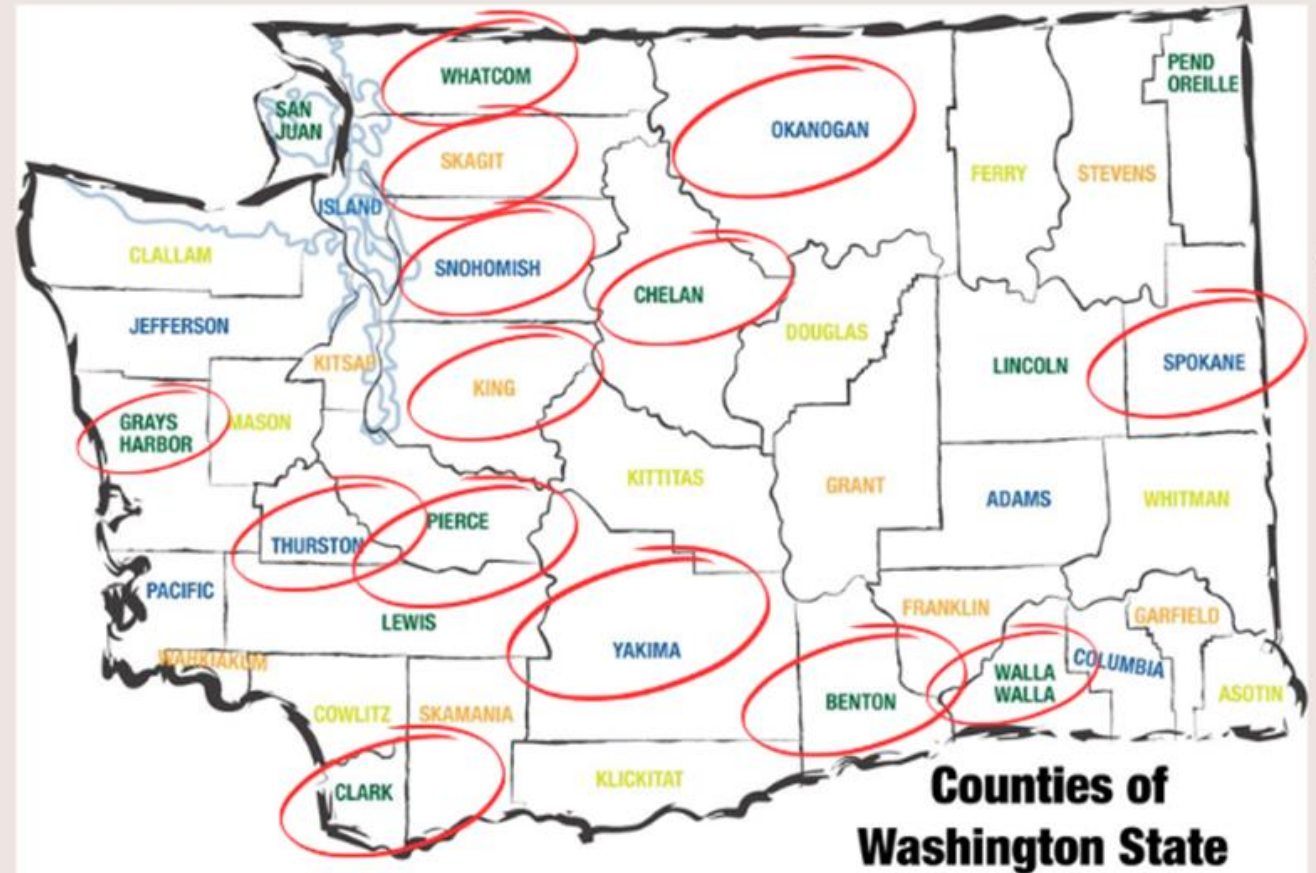 WHATCOM
PEND
OREILLE
SAN
JUAN
OKANOGAN
SKAGIT
FERRY
STEVENS
ISLAND
CLALLAM
SNOHOMISH
CHELAN
JEFFERSON
DOUGLAS
KITSAP
LINCOLN
SPOKANE
KING
GRAYS
HARBOR
MASON
KITTITAS
GRANT
ADAMS
WHITMAN
PIERCE
THURSTON
PACIFIC
LEWIS
FRANKLIN
GARFIELD
YAKIMA
WAHKIAKUM
WALLA
WALLA
COLUMBIA
BENTON
ASOTIN
COWLITZ
SKAMANIA
KLICKITAT
CLARK
Counties of
Washington State